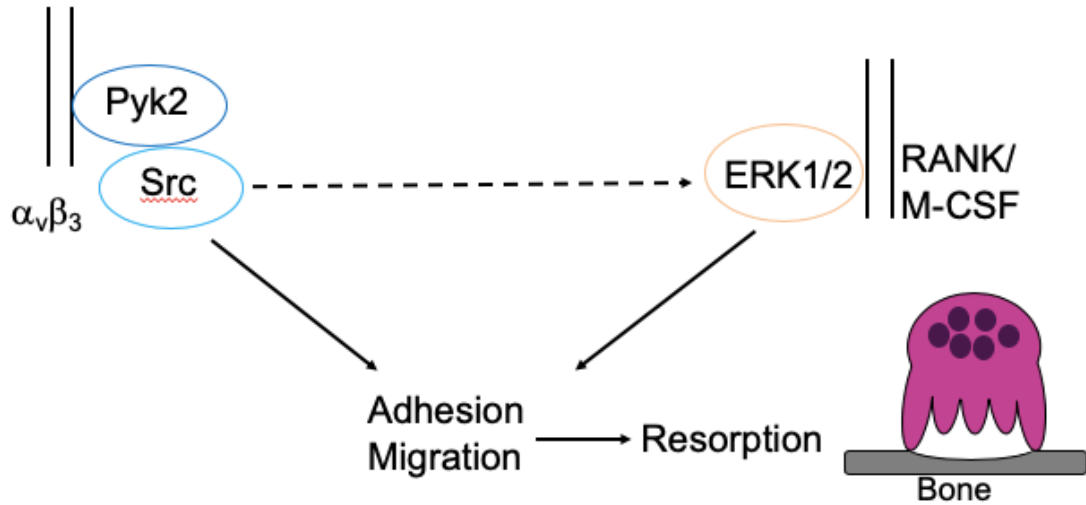 Pyk2
Src
αvβ3
ERK1/2
RANK/
M-CSF
Adhesion
Migration
Resorption
Bone